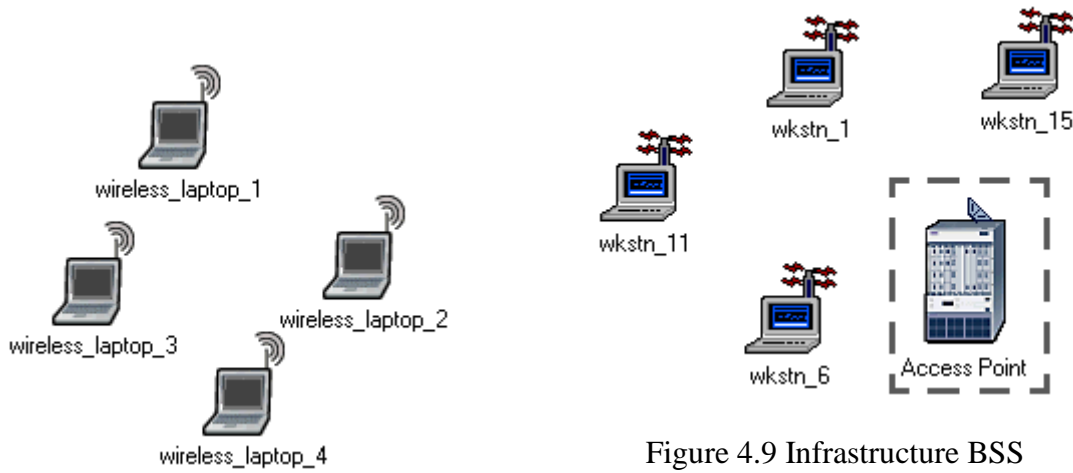 wireless_laptop_1
wireless_laptop_2
wireless_laptop_3
wireless_laptop_4
wkstn_1
wkstn_15
wkstn_11
wkstn_6
Access Point
Figure 4.9 Infrastructure BSS